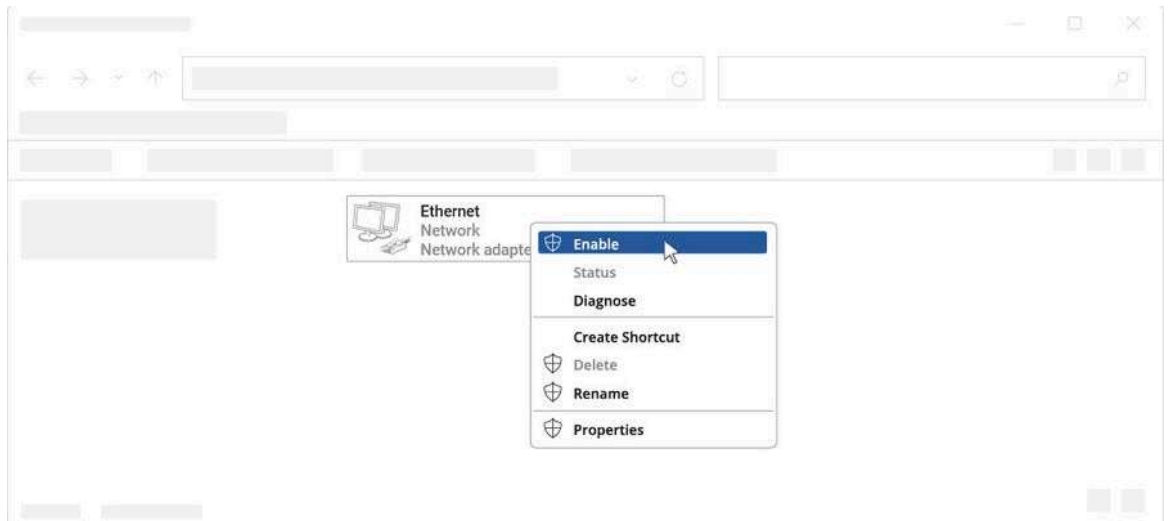 Ethernet
Network
Network adapte
Enable
Status
Diagnose
Create Shortcut
Delete
Rename
Properties